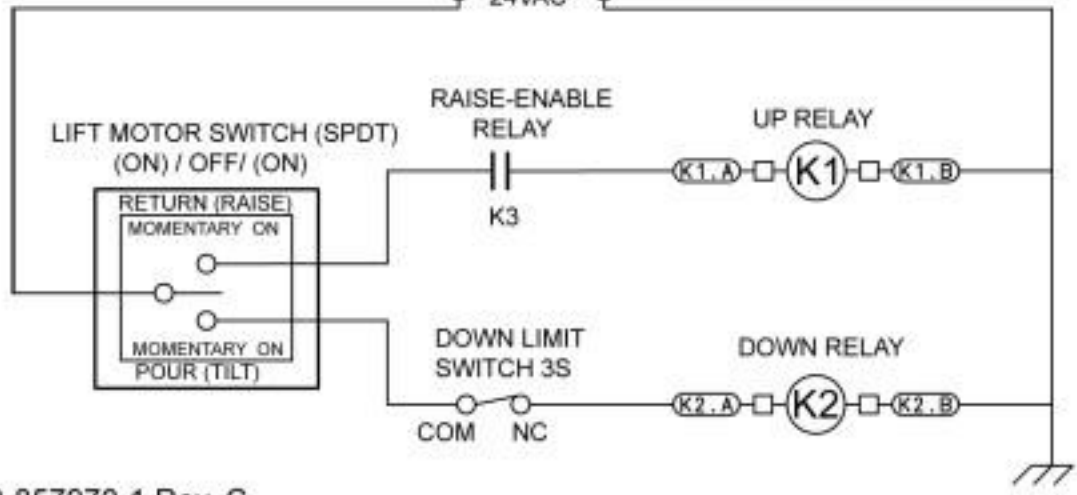 24VAC
RAISE-ENABLE
RELAY
UP RELAY
LIFT MOTOR SWITCH (SPDT)
(ON) / OFF/ (ON)
K1.A
K1
K1.B
K3
RETURN (RAISE)
MOMENTARY ON
MOMENTARY ON
POUR (TILT)
DOWN LIMIT
SWITCH 3S
DOWN RELAY
K2.A
K2
K2.B
COM NC
Rev. C